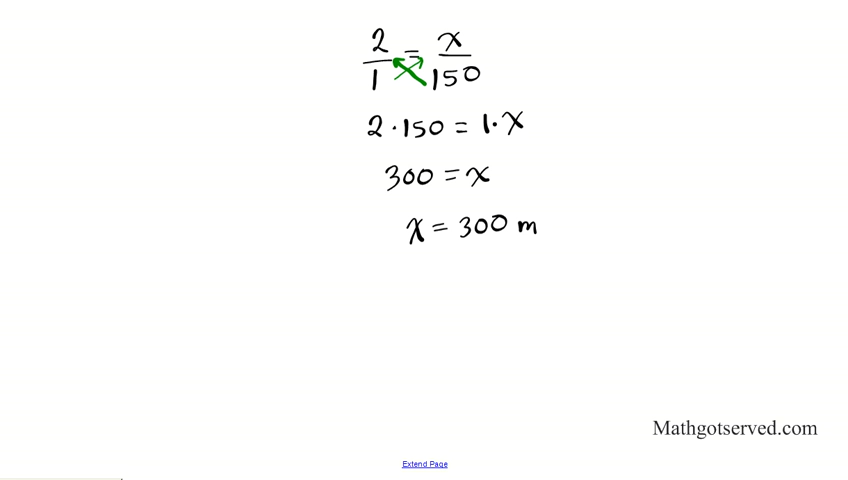 2/1 = x/150
2 · 150 = 1 · x
300 = x
x = 300 m
Mathgotserved.com
Extend Page